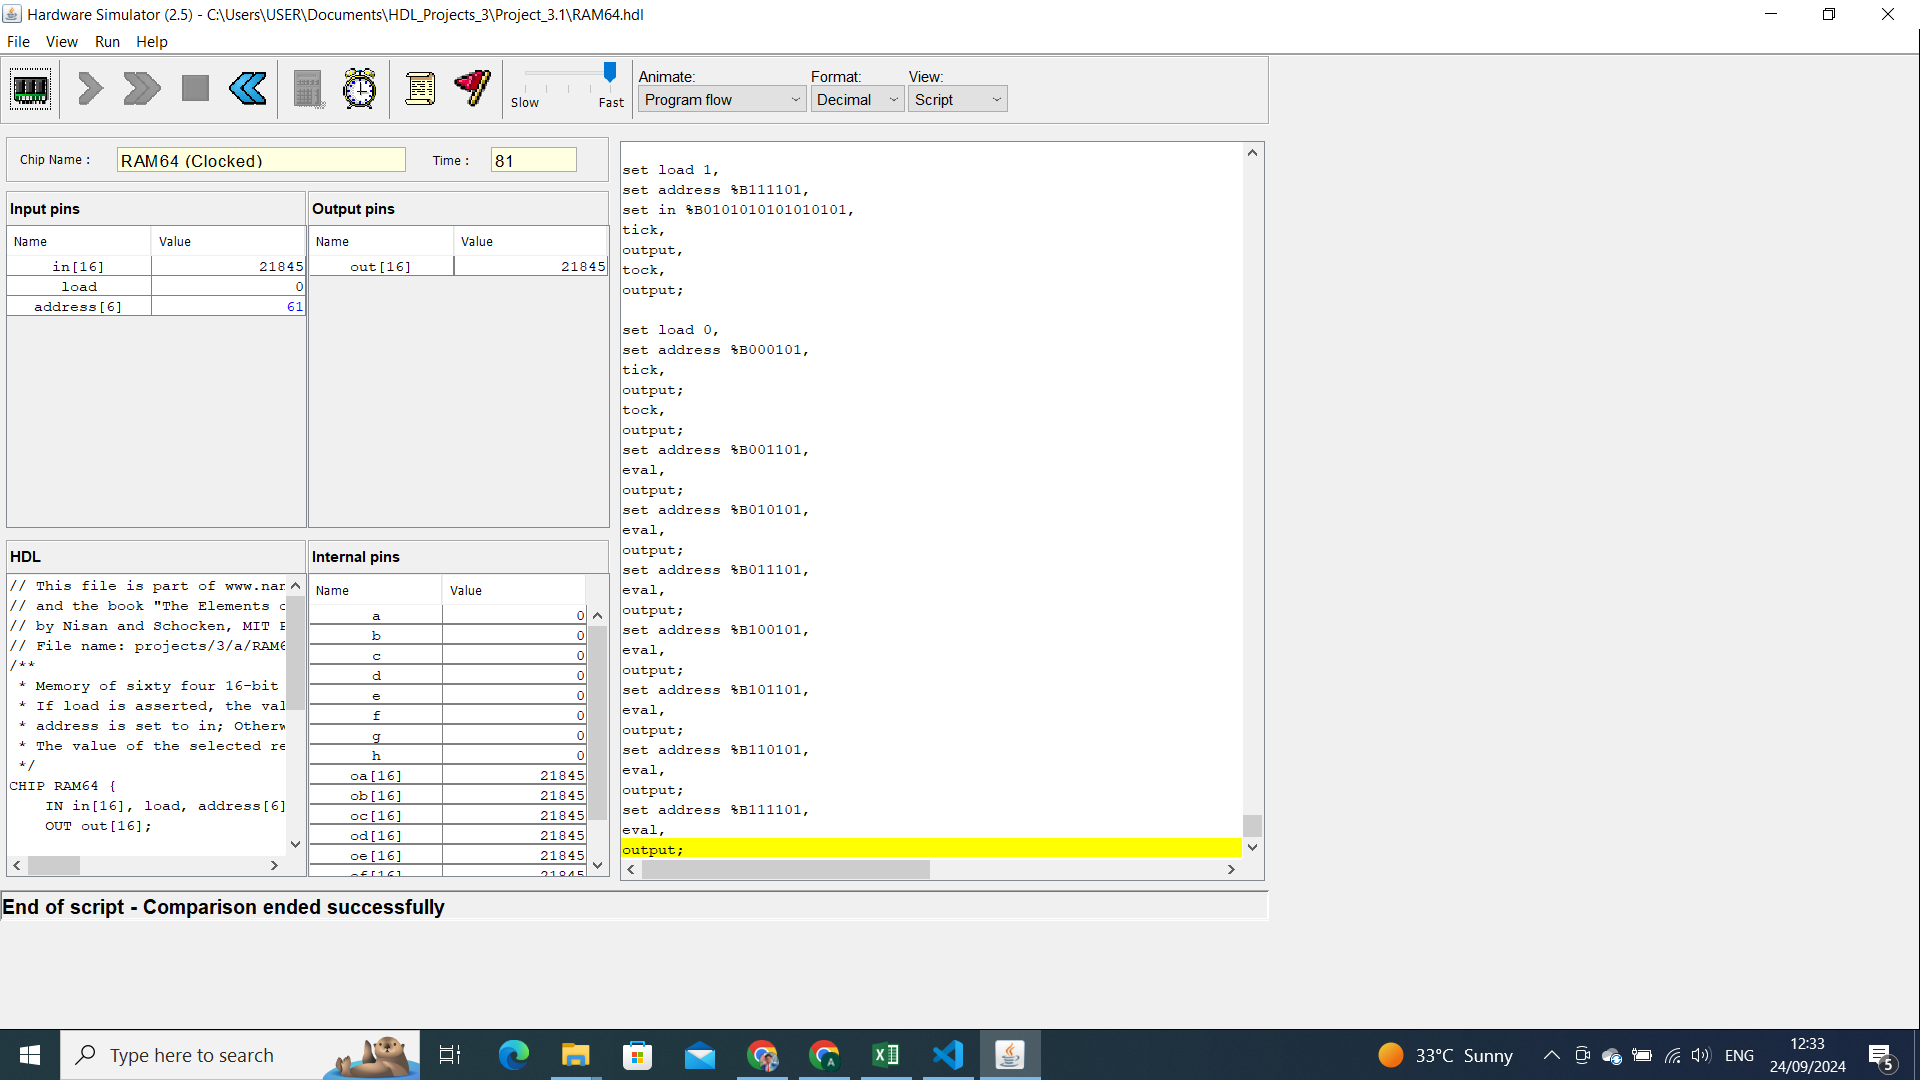 Hardware Simulator (2.5) - C:\Users\USER\Documents\HDL_Projects_3\Project_3.1\RAM64.hdl
File View Run Help
Slow Fast
Animate: Format: View:
Program flow Decimal Script
Chip Name : RAM64 (Clocked) Time : 81
Input pins
Name Value
in[16] 21845
load 0
address[6] 61
Output pins
Name Value
out[16] 21845
HDL
// This file is part of www.nan
// and the book "The Elements o
// by Nisan and Schocken, MIT P
// File name: projects/3/a/RAM6
/**
* Memory of sixty four 16-bit
* If load is asserted, the val
* address is set to in; Otherw
* The value of the selected re
*/
CHIP RAM64 {
IN in[16], load, address[6]
OUT out[16];
Internal pins
Name Value
a 0
b 0
c 0
d 0
e 0
f 0
g 0
h 0
oa[16] 21845
ob[16] 21845
oc[16] 21845
od[16] 21845
oe[16] 21845
of[16] 21845
set load 1,
set address %B111101,
set in %B0101010101010101,
tick,
output,
tock,
output;
set load 0,
set address %B000101,
tick,
output;
tock,
output;
set address %B001101,
eval,
output;
set address %B010101,
eval,
output;
set address %B011101,
eval,
output;
set address %B100101,
eval,
output;
set address %B101101,
eval,
output;
set address %B110101,
eval,
output;
set address %B111101,
eval,
output;
End of script - Comparison ended successfully
Type here to search
A
33°C Sunny
ENG
12:33
24/09/2024
5